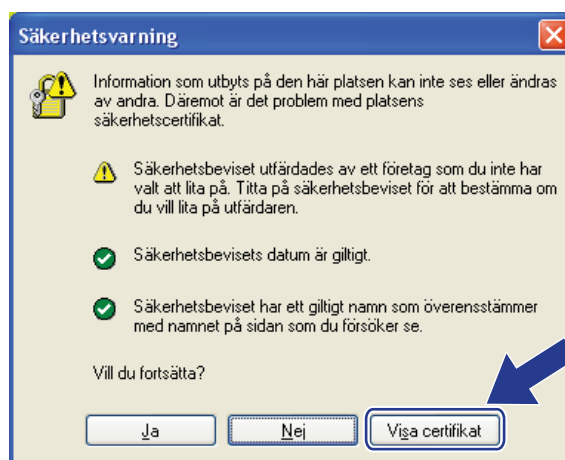 Säkerhetsvarning
Information som utbyts på den här platsen kan inte ses eller ändras
av andra. Däremot är det problem med platsens
säkerhetscertifikat.
Säkerhetsbeviset utfärdades av ett företag som du inte har
valt att lita på. Titta på säkerhetsbeviset för att bestämma om
du vill lita på utfärdaren.
Säkerhetsbevisets datum är giltigt.
Säkerhetsbeviset har ett giltigt namn som överensstämmer
med namnet på sidan som du försöker se.
Vill du fortsätta?
Ja
Nej
Visa certifikat